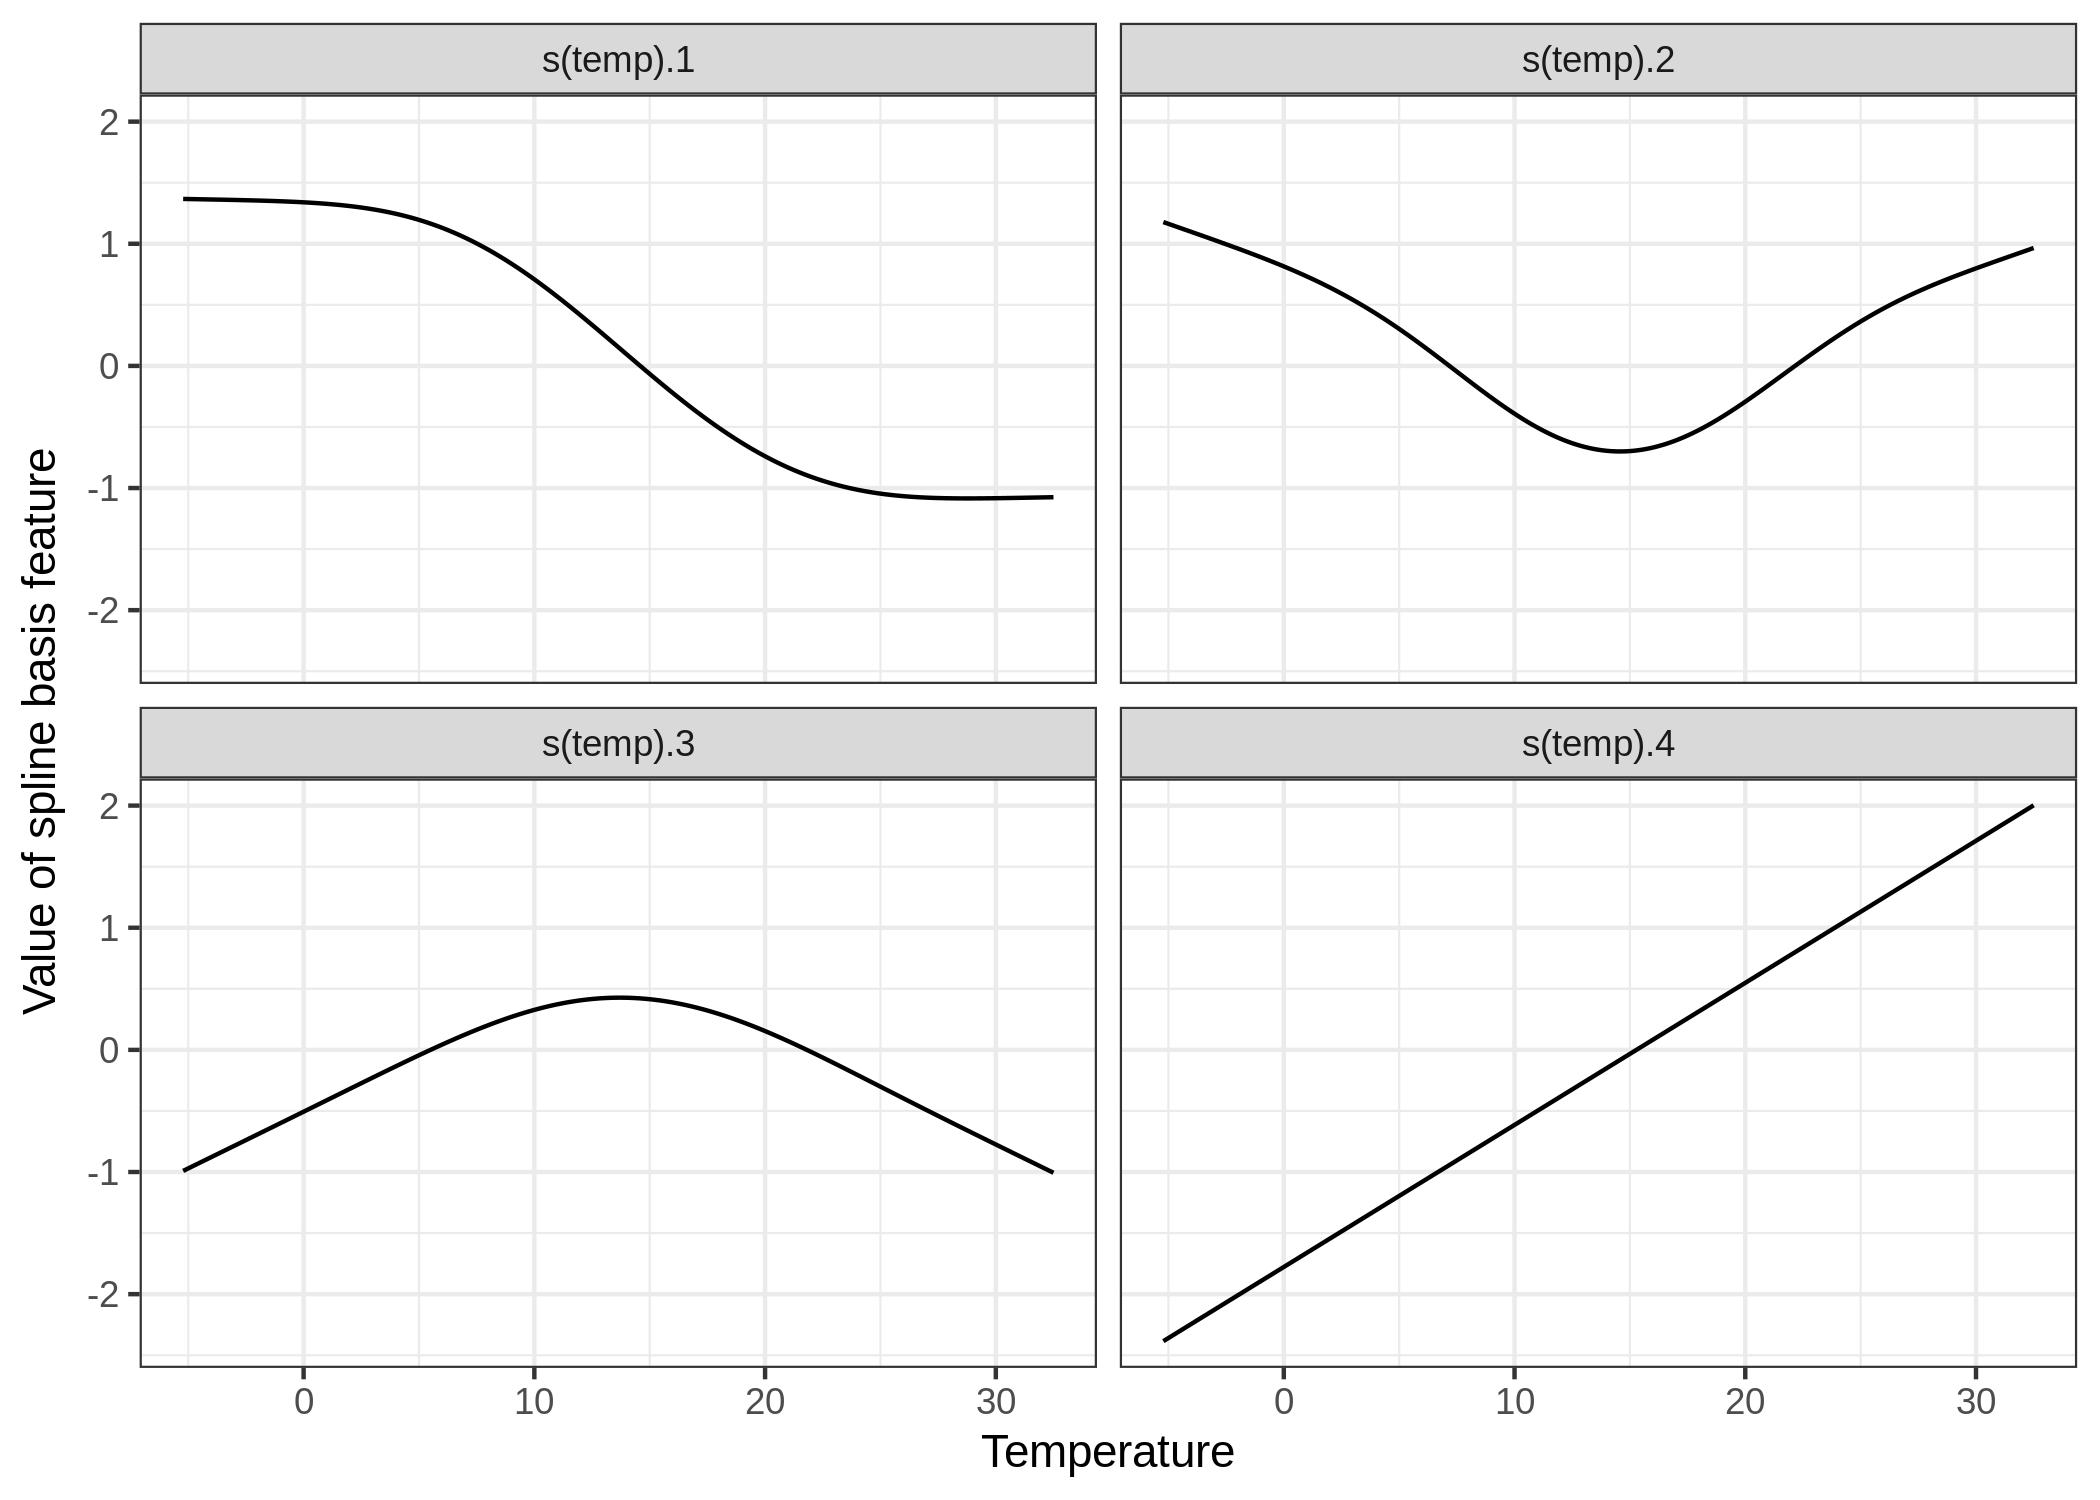 s(temp).1
s(temp).2
2
1
0
-1
-2
s(temp).3
s(temp).4
2
1
0
-1
-2
0 10 20 30
0 10 20 30
Temperature
Value of spline basis feature